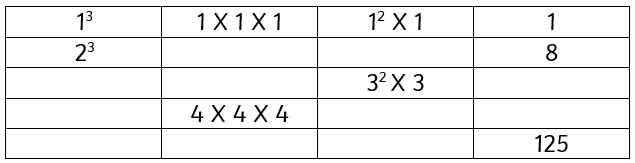 1³ 1 X 1 X 1 1² X 1 1
2³ 8
3² X 3
4 X 4 X 4
125